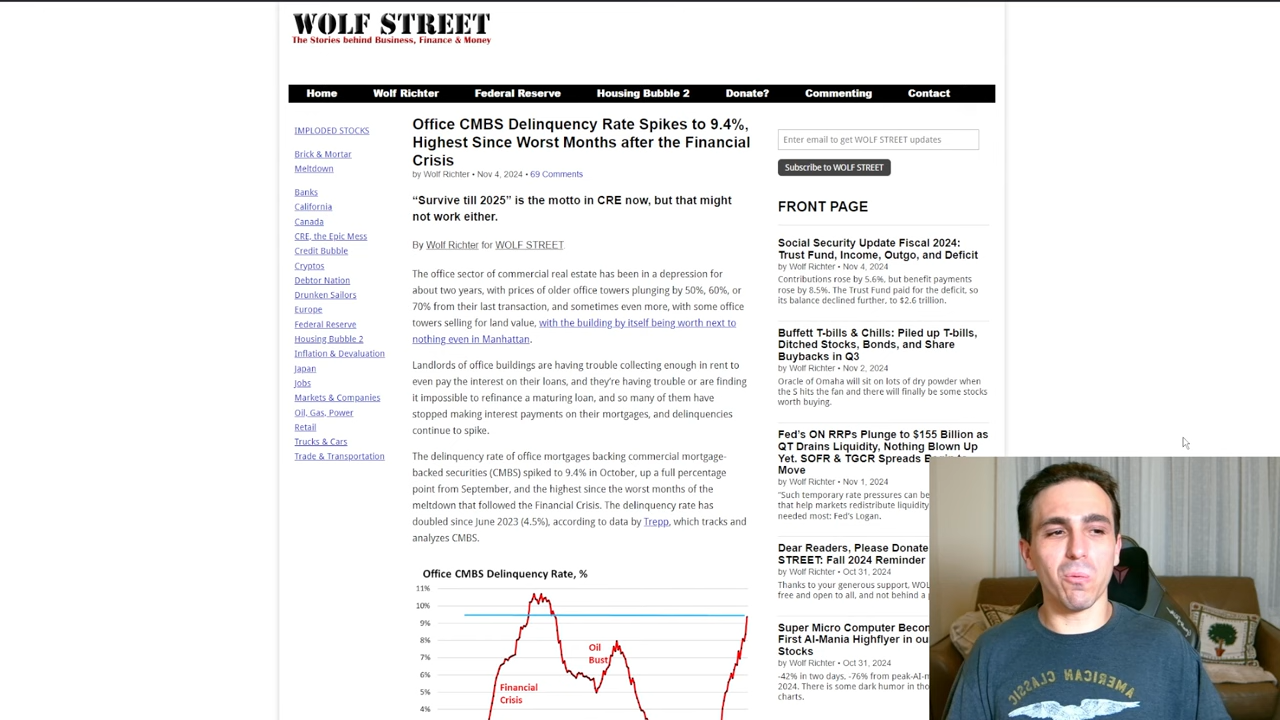 WOLF STREET
The Stories behind Business, Finance & Money
Home Wolf Richter Federal Reserve Housing Bubble 2 Donate? Commenting Contact
IMPLODED STOCKS
Brick & Mortar
Meltdown
Banks
California
Canada
CRE, the Epic Mess
Credit Bubble
Cryptos
Debtor Nation
Drunken Sailors
Europe
Federal Reserve
Housing Bubble 2
Inflation & Devaluation
Japan
Jobs
Markets & Companies
Oil, Gas, Power
Retail
Trucks & Cars
Trade & Transportation
Office CMBS Delinquency Rate Spikes to 9.4%,
Highest Since Worst Months after the Financial
Crisis
by Wolf Richter • Nov 4, 2024 • 69 Comments
“Survive till 2025” is the motto in CRE now, but that might
not work either.
By Wolf Richter for WOLF STREET
The office sector of commercial real estate has been in a depression for
about two years, with prices of older office towers plunging by 50%, 60%, or
70% from their last transaction, and sometimes even more, with some office
towers selling for land value, with the building by itself being worth next to
nothing even in Manhattan.
Landlords of office buildings are having trouble collecting enough in rent to
even pay the interest on their loans, and they’re having trouble or are finding
it impossible to refinance a maturing loan, and so many of them have
stopped making interest payments on their mortgages, and delinquencies
continue to spike.
The delinquency rate of office mortgages backing commercial mortgage-
backed securities (CMBS) spiked to 9.4% in October, up a full percentage
point from September, and the highest since the worst months of the
meltdown that followed the Financial Crisis. The delinquency rate has
doubled since June 2023 (4.5%), according to data by Trepp, which tracks and
analyzes CMBS.
Office CMBS Delinquency Rate, %
11%
10%
9%
8%
7%
6%
5%
4%
Oil
Bust
Financial
Crisis
Enter email to get WOLF STREET updates
Subscribe to WOLF STREET
FRONT PAGE
Social Security Update Fiscal 2024:
Trust Fund, Income, Outgo, and Deficit
by Wolf Richter • Nov 4, 2024
Contributions rose by 5.6%, but benefit payments
rose by 8.5%. The Trust Fund paid for the deficit, so
its balance declined further, to $2.6 trillion.
Buffett T-bills & Chills: Piled up T-bills,
Ditched Stocks, Bonds, and Share
Buybacks in Q3
by Wolf Richter • Nov 2, 2024
Oracle of Omaha will sit on lots of dry powder when
the S hits the fan and there will finally be some stocks
worth buying.
Fed’s ON RRPs Plunge to $155 Billion as
QT Drains Liquidity, Nothing Blown Up
Yet. SOFR & TGCR Spreads
Move
by Wolf Richter • Nov 1, 2024
“Such temporary rate pressures can be
that help markets redistribute liquidity
needed most: Fed’s Logan.
Dear Readers, Please Donate
STREET: Fall 2024 Reminder
by Wolf Richter • Oct 31, 2024
Thanks to your generous support, WOL
free and open to all, and not behind a p
Super Micro Computer Becom
First AI-Mania Highflyer in ou
Stocks
by Wolf Richter • Oct 31, 2024
-42% in two days, -76% from peak-AI-m
2024. There is some dark humor in tho
charts.
AMERICAN CLASSIC